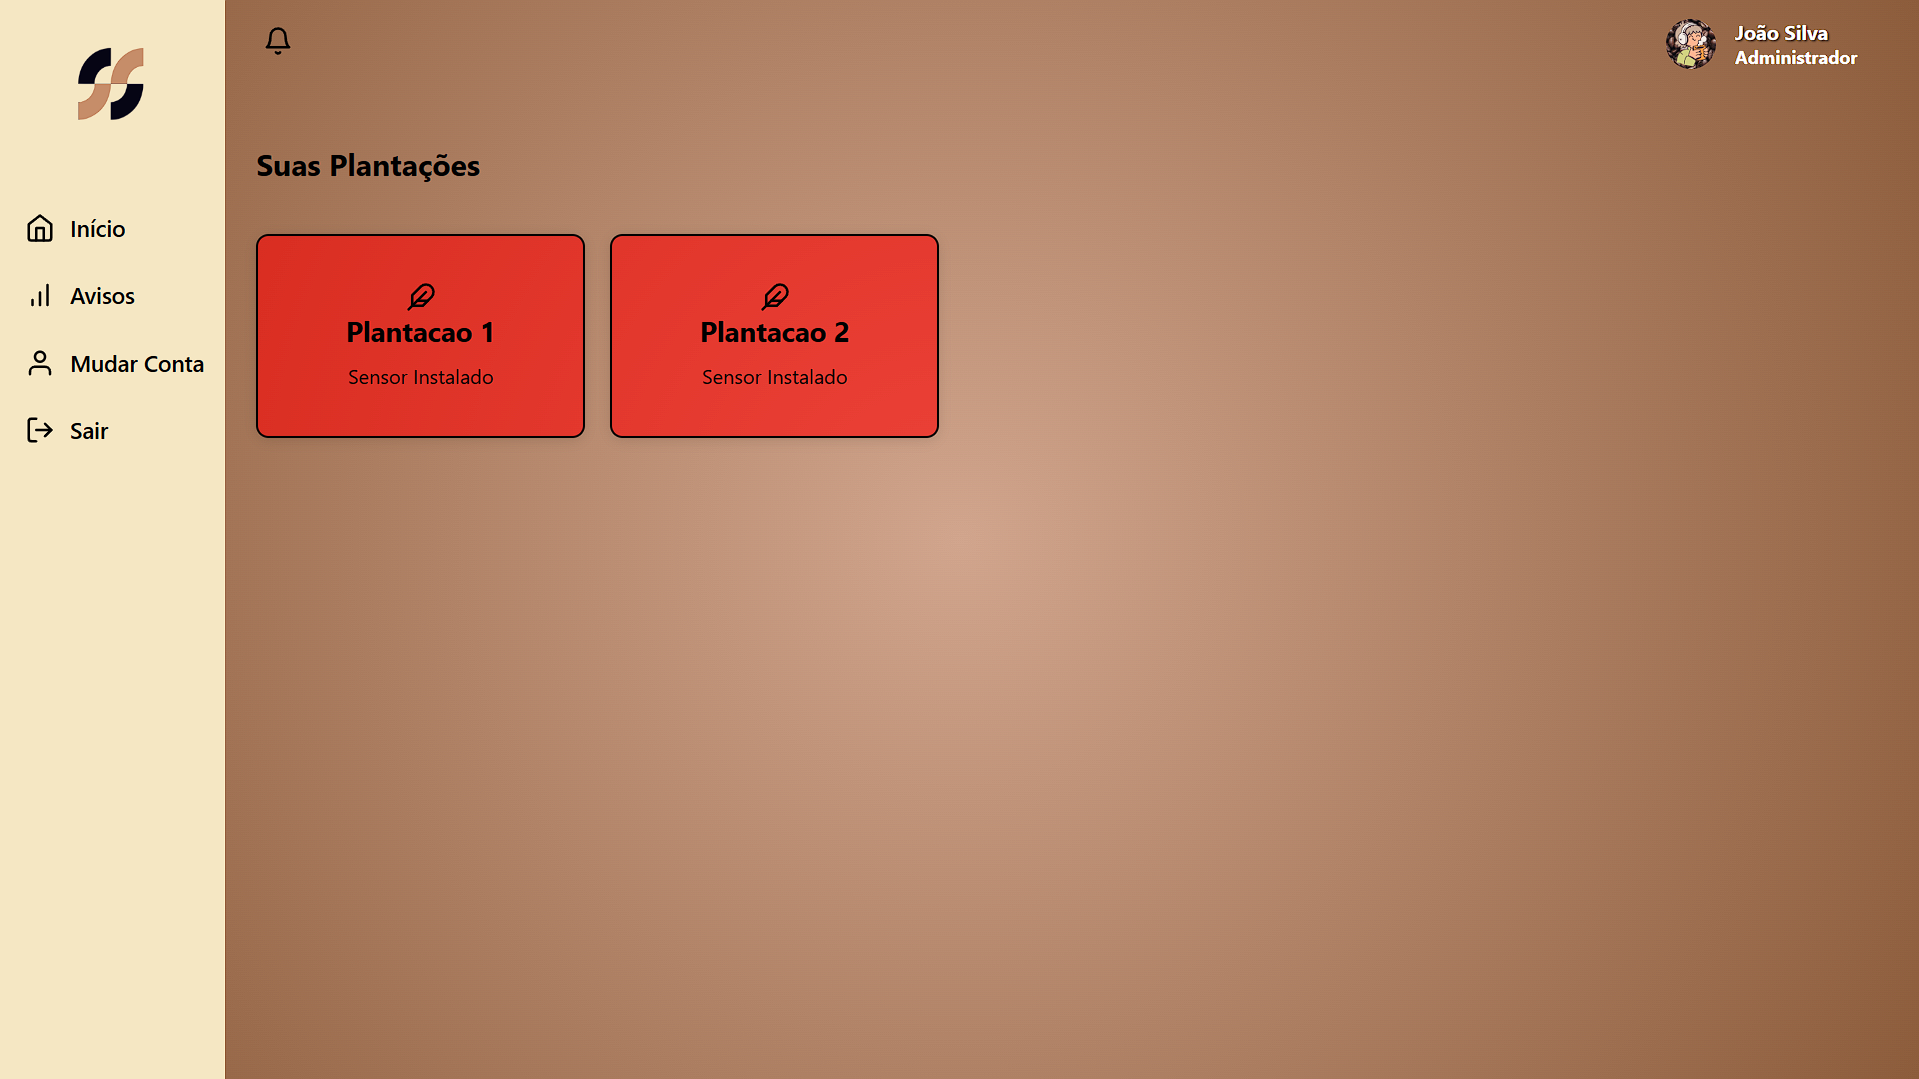 João Silva
Administrador
Suas Plantações
Início
Avisos
Mudar Conta
Sair
Plantacao 1
Sensor Instalado
Plantacao 2
Sensor Instalado